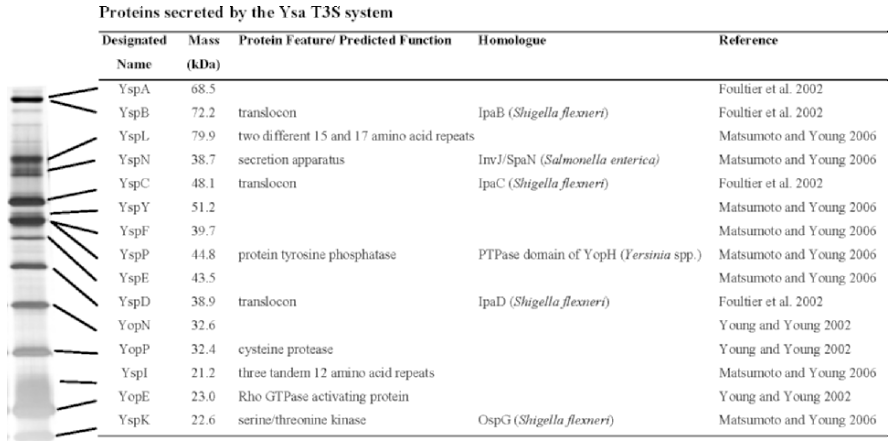 Proteins secreted by the Ysa T3S system
Designated Name Mass (kDa) Protein Feature/ Predicted Function Homologue Reference
YspA 68.5 Foultier et al. 2002
YspB 72.2 translocon IpaB (Shigella flexneri) Foultier et al. 2002
YspL 79.9 two different 15 and 17 amino acid repeats Matsumoto and Young 2006
YspN 38.7 secretion apparatus InvJ/SpaN (Salmonella enterica) Matsumoto and Young 2006
YspC 48.1 translocon IpaC (Shigella flexneri) Foultier et al. 2002
YspY 51.2 Matsumoto and Young 2006
YspF 39.7 Matsumoto and Young 2006
YspP 44.8 protein tyrosine phosphatase PTPase domain of YopH (Yersinia spp.) Matsumoto and Young 2006
YspE 43.5 Matsumoto and Young 2006
YspD 38.9 translocon IpaD (Shigella flexneri) Foultier et al. 2002
YopN 32.6 Young and Young 2002
YopP 32.4 cysteine protease Young and Young 2002
YspI 21.2 three tandem 12 amino acid repeats Matsumoto and Young 2006
YopE 23.0 Rho GTPase activating protein Young and Young 2002
YspK 22.6 serine/threonine kinase OspG (Shigella flexneri) Matsumoto and Young 2006